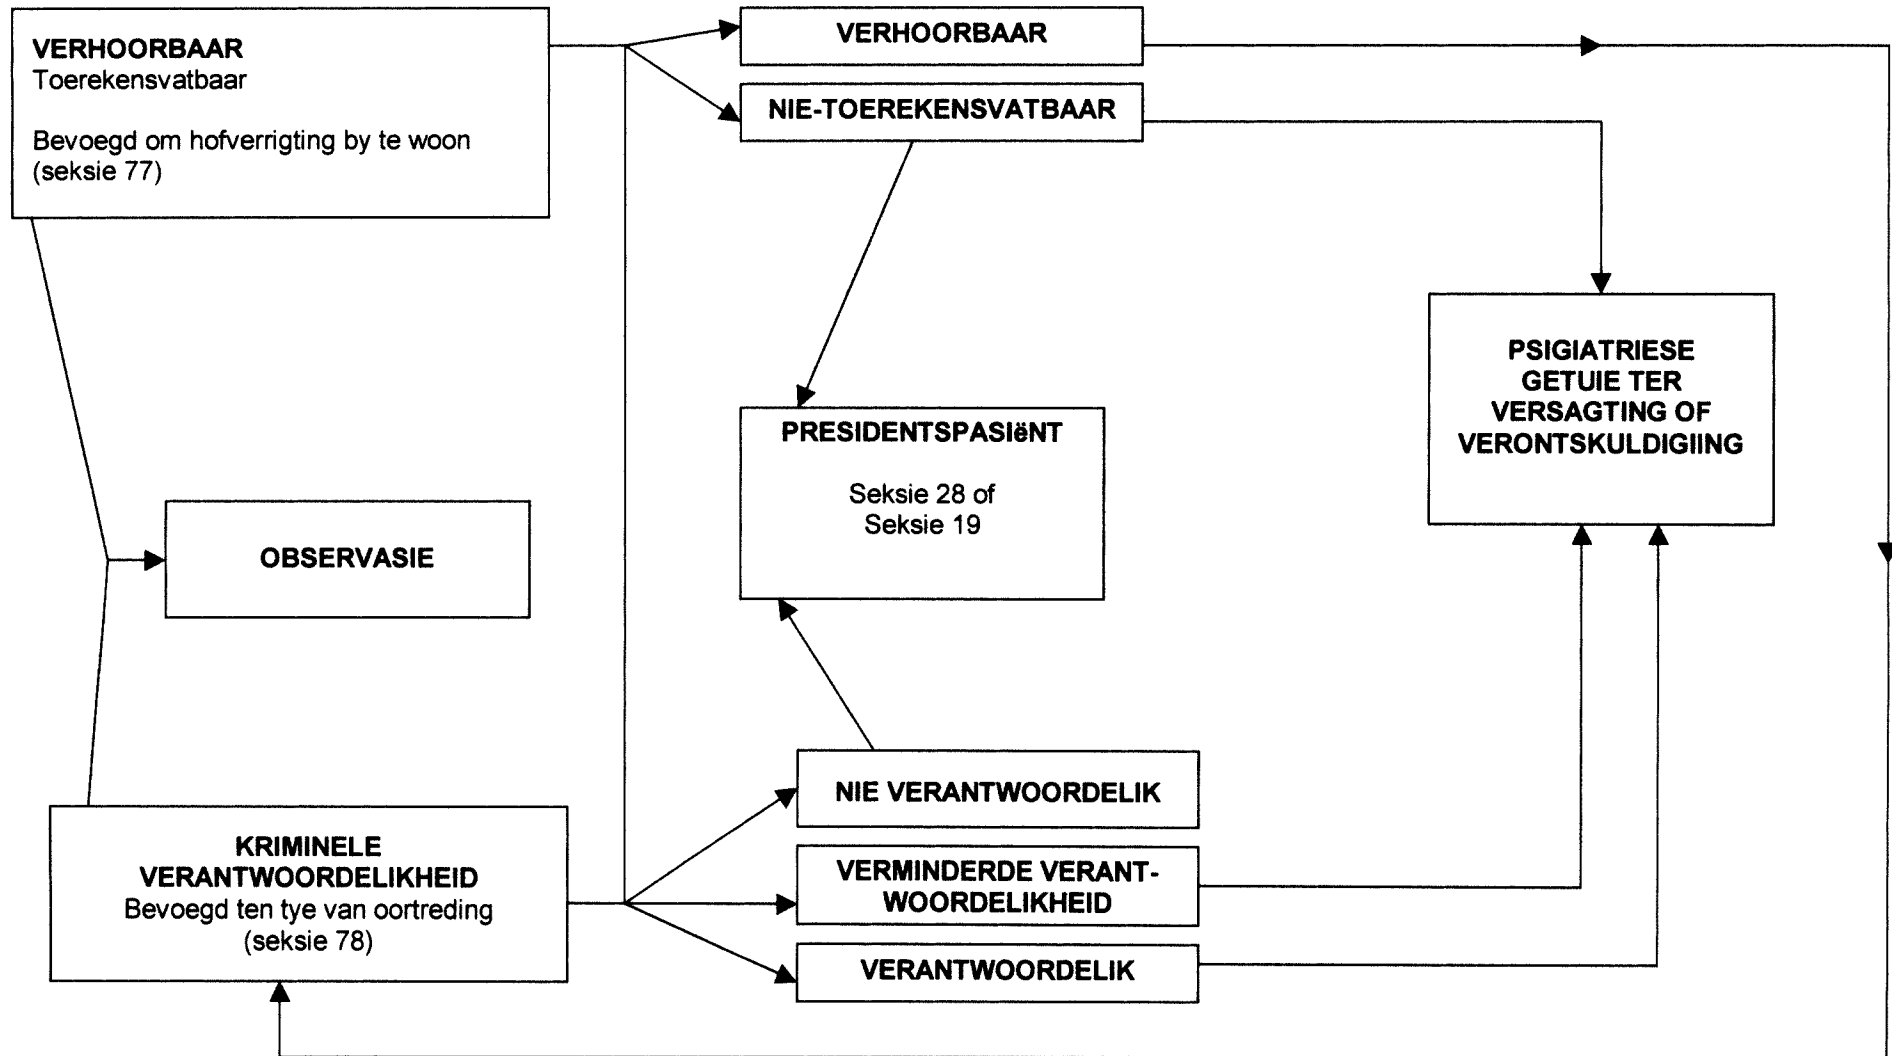 VERHOORBAAR
Toerekensvatbaar
Bevoegd om hofverrigting by te woon
(seksie 77)
VERHOORBAAR
NIE-TOEREKENSVATBAAR
PSIGIATRIESE
GETUIE TER
VERSAGTING OF
VERONTSKULDIGIING
PRESIDENTSPASIëNT
Seksie 28 of
Seksie 19
OBSERVASIE
NIE VERANTWOORDELIK
KRIMINELE
VERANTWOORDELIKHEID
Bevoegd ten tye van oortreding
(seksie 78)
VERMINDERDE VERANT-
WOORDELIKHEID
VERANTWOORDELIK